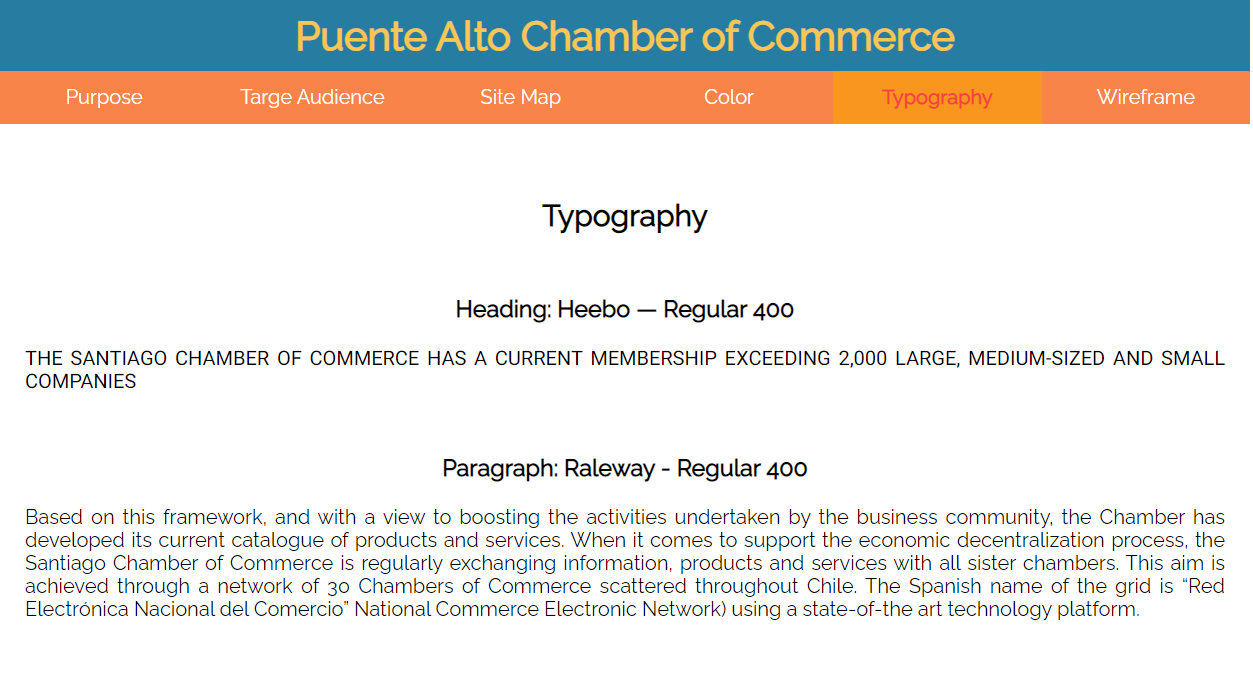 Puente Alto Chamber of Commerce
Purpose
Targe Audience
Site Map
Color
Typography
Wireframe
Typography
Heading: Heebo — Regular 400
THE SANTIAGO CHAMBER OF COMMERCE HAS A CURRENT MEMBERSHIP EXCEEDING 2,000 LARGE, MEDIUM-SIZED AND SMALL
COMPANIES
Paragraph: Raleway - Regular 400
Based on this framework, and with a view to boosting the activities undertaken by the business community, the Chamber has
developed its current catalogue of products and services. When it comes to support the economic decentralization process, the
Santiago Chamber of Commerce is regularly exchanging information, products and services with all sister chambers. This aim is
achieved through a network of 30 Chambers of Commerce scattered throughout Chile. The Spanish name of the grid is “Red
Electrónica Nacional del Comercio” National Commerce Electronic Network) using a state-of-the art technology platform.